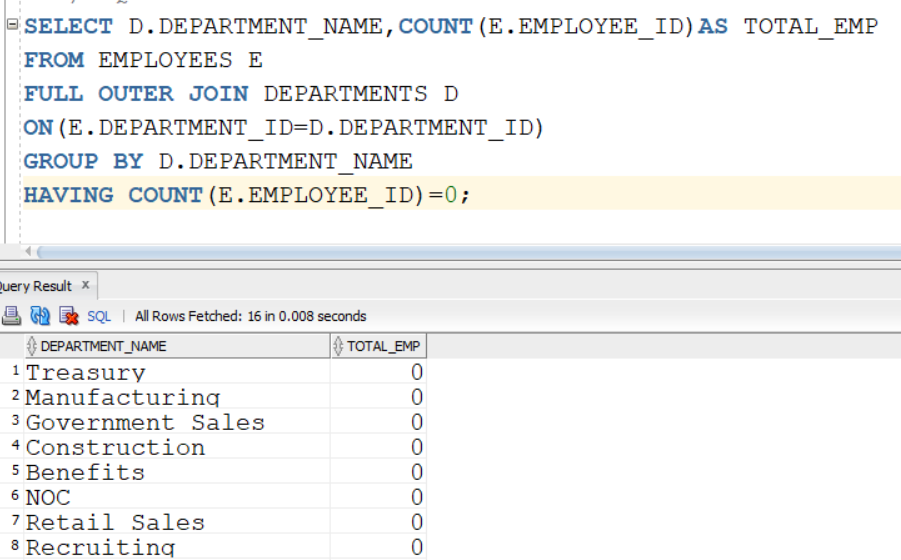 SELECT D.DEPARTMENT_NAME,COUNT(E.EMPLOYEE_ID)AS TOTAL_EMP
FROM EMPLOYEES E
FULL OUTER JOIN DEPARTMENTS D
ON(E.DEPARTMENT_ID=D.DEPARTMENT_ID)
GROUP BY D.DEPARTMENT_NAME
HAVING COUNT(E.EMPLOYEE_ID)=0;
Query Result x
SQL | All Rows Fetched: 16 in 0.008 seconds
DEPARTMENT_NAME TOTAL_EMP
1 Treasury 0
2 Manufacturing 0
3 Government Sales 0
4 Construction 0
5 Benefits 0
6 NOC 0
7 Retail Sales 0
8 Recruiting 0